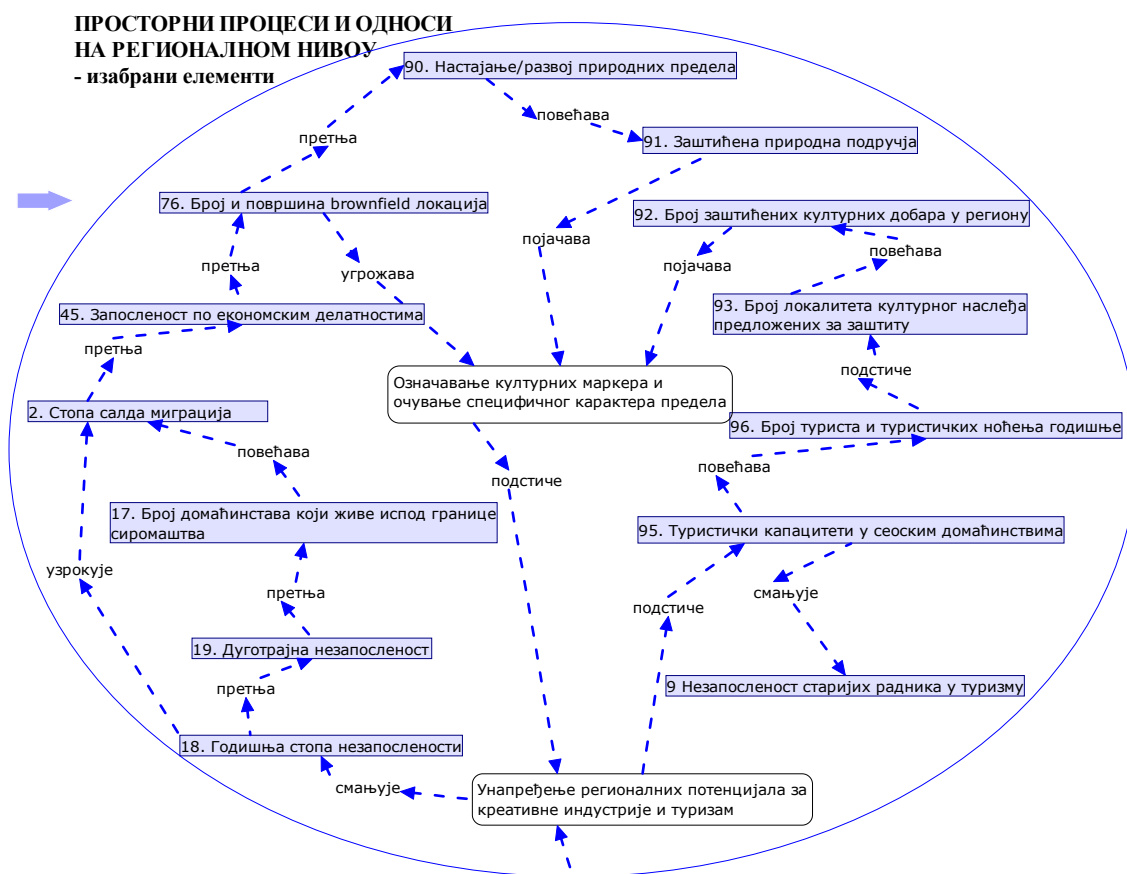 ПРОСТОРНИ ПРОЦЕСИ И ОДНОСИ
НА РЕГИОНАЛНОМ НИВОУ
- изабрани елементи
90. Настајање/развој природних предела
повећава
претња
91. Заштићена природна подручја
76. Број и површина brownfield локација
92. Број заштићених културних добара у региону
појачава
повећава
претња
угрожава
појачава
93. Број локалитета културног наслеђа
предложених за заштиту
45. Запосленост по економским делатностима
претња
подстиче
Означавање културних маркера и
очување специфичног карактера предела
2. Стопа салда миграција
96. Број туриста и туристичких ноћења годишње
повећава
повећава
подстиче
17. Број домаћинстава који живе испод границе
сиромаштва
95. Туристички капацитети у сеоским домаћинствима
узрокује
претња
смањује
подстиче
19. Дуготрајна незапосленост
претња
9 Незапосленост старијих радника у туризму
18. Годишња стопа незапослености
смањује
Унапређење регионалних потенцијала за
креативне индустрије и туризам